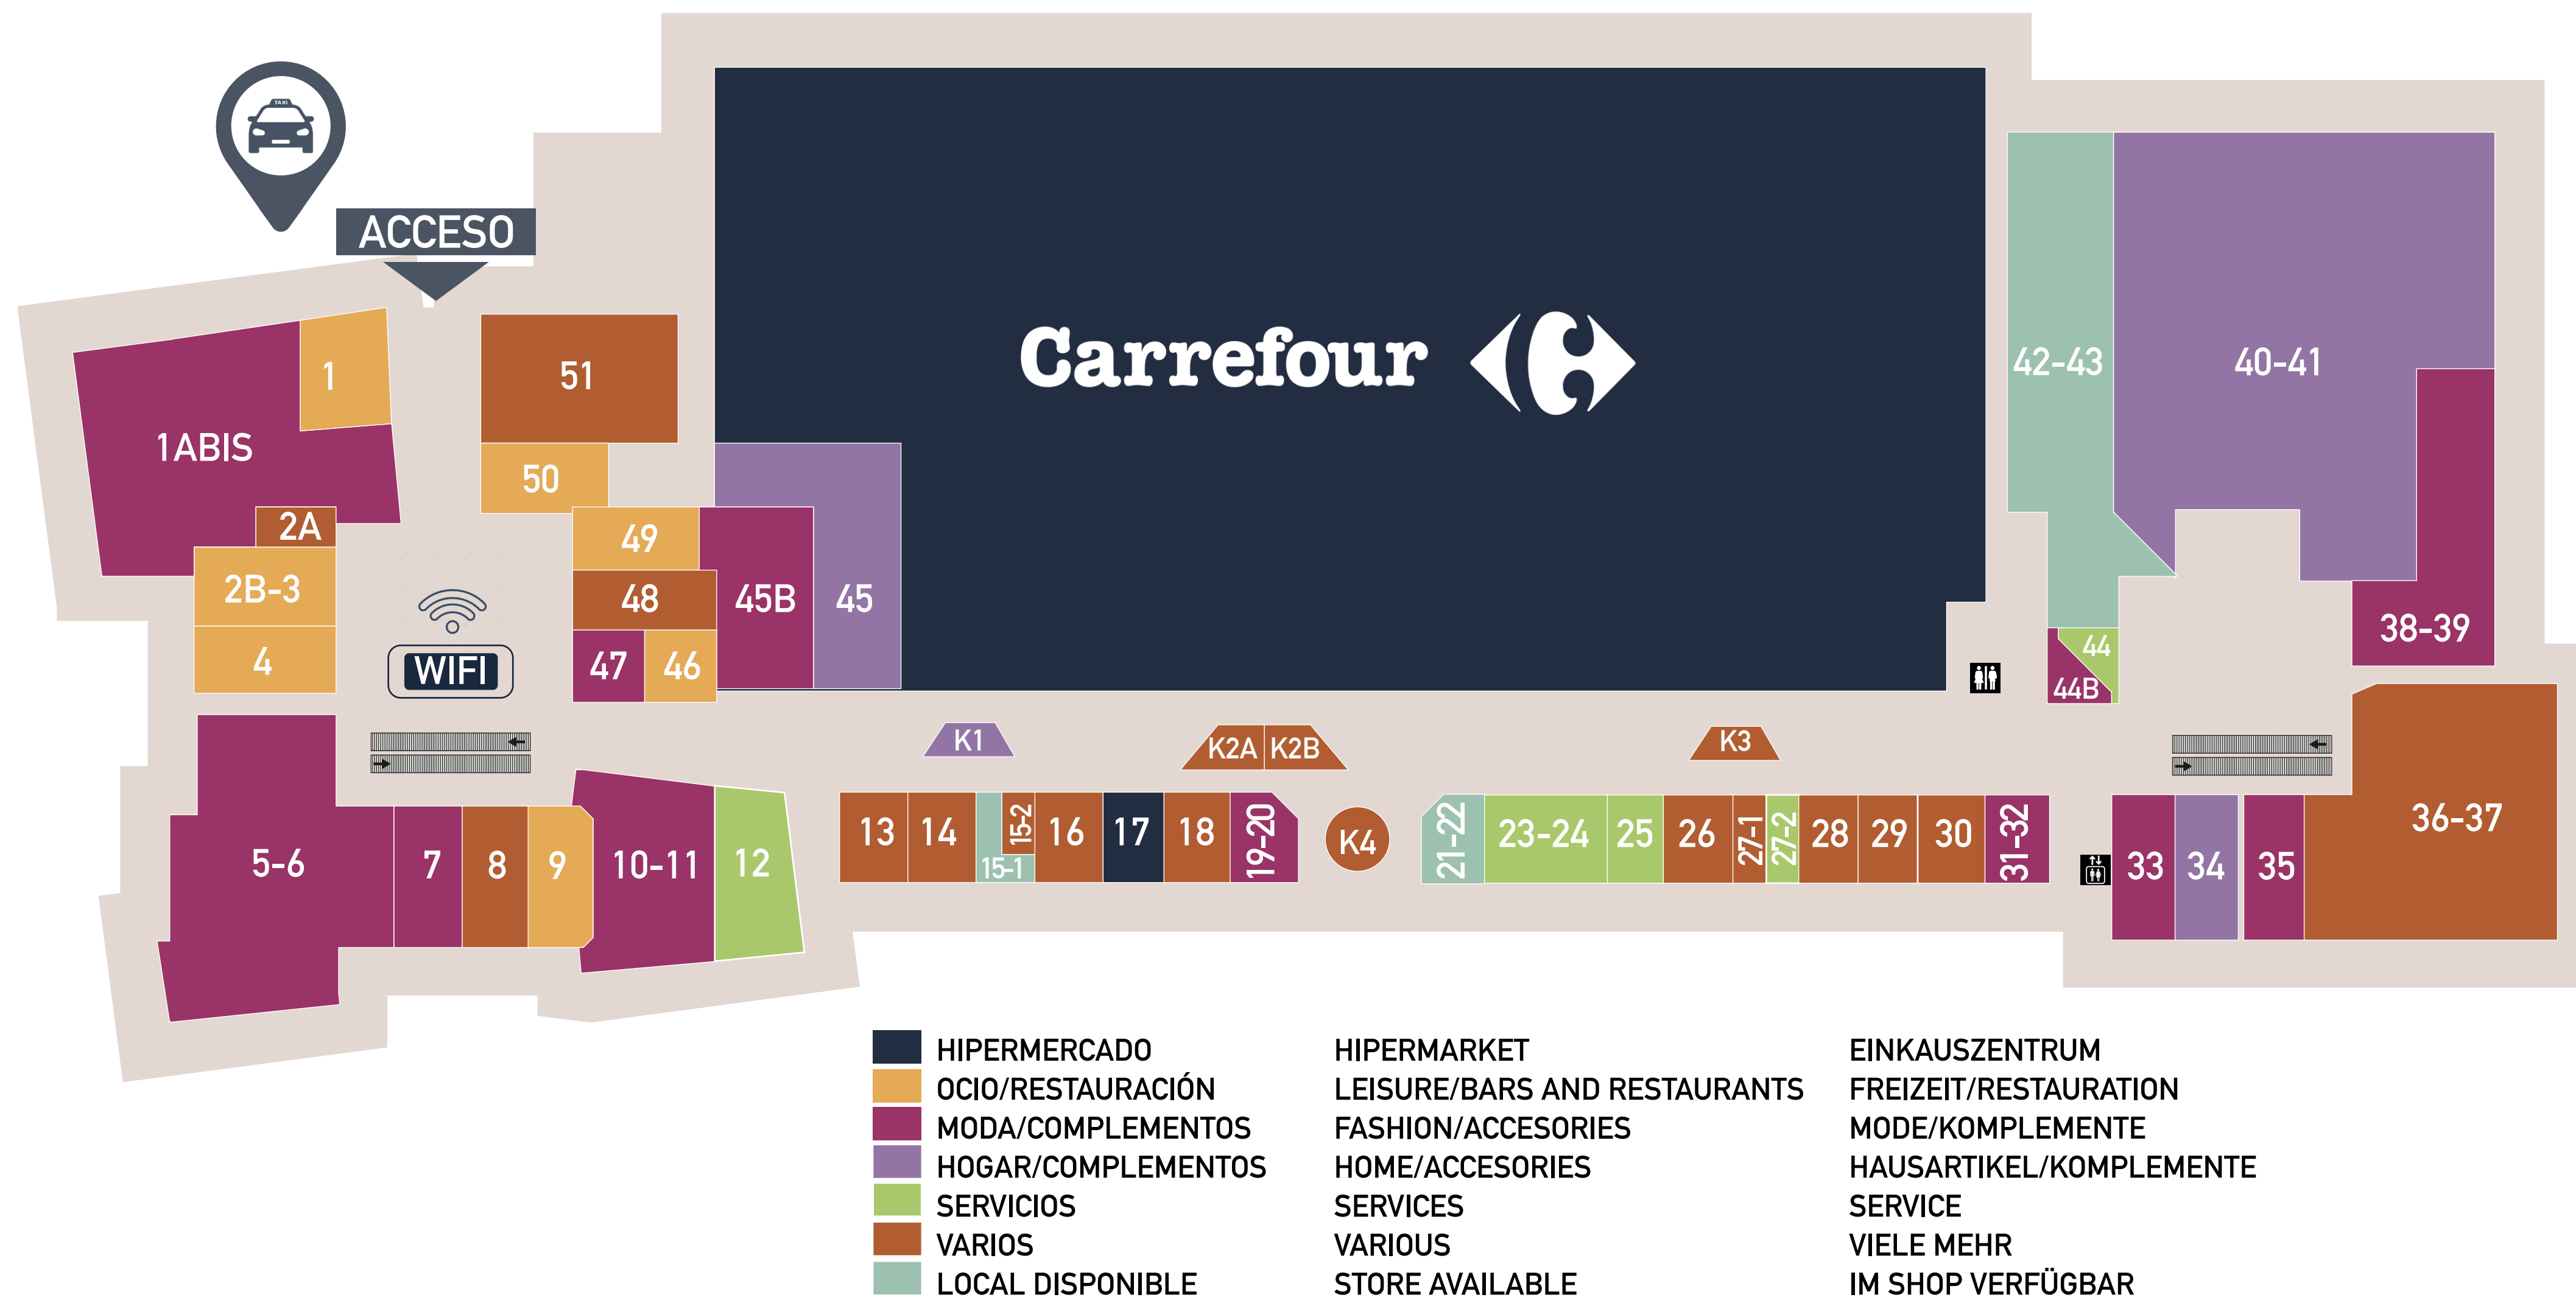 TAXI
ACCESO
Carrefour
1
1ABIS
51
50
2A
49
2B-3
48
45B
45
4
47
46
WIFI
42-43
40-41
38-39
44
44B
K1
K2A
K2B
K3
5-6
7
8
9
10-11
12
13
14
15-1
15-2
16
17
18
19-20
K4
21-22
23-24
25
26
27-1
27-2
28
29
30
31-32
33
34
35
36-37
HIPERMERCADO HIPERMARKET EINKAUSZENTRUM
OCIO/RESTAURACIÓN LEISURE/BARS AND RESTAURANTS FREIZEIT/RESTAURATION
MODA/COMPLEMENTOS FASHION/ACCESORIES MODE/KOMPLEMENTE
HOGAR/COMPLEMENTOS HOME/ACCESORIES HAUSARTIKEL/KOMPLEMENTE
SERVICIOS SERVICES SERVICE
VARIOS VARIOUS VIELE MEHR
LOCAL DISPONIBLE STORE AVAILABLE IM SHOP VERFÜGBAR